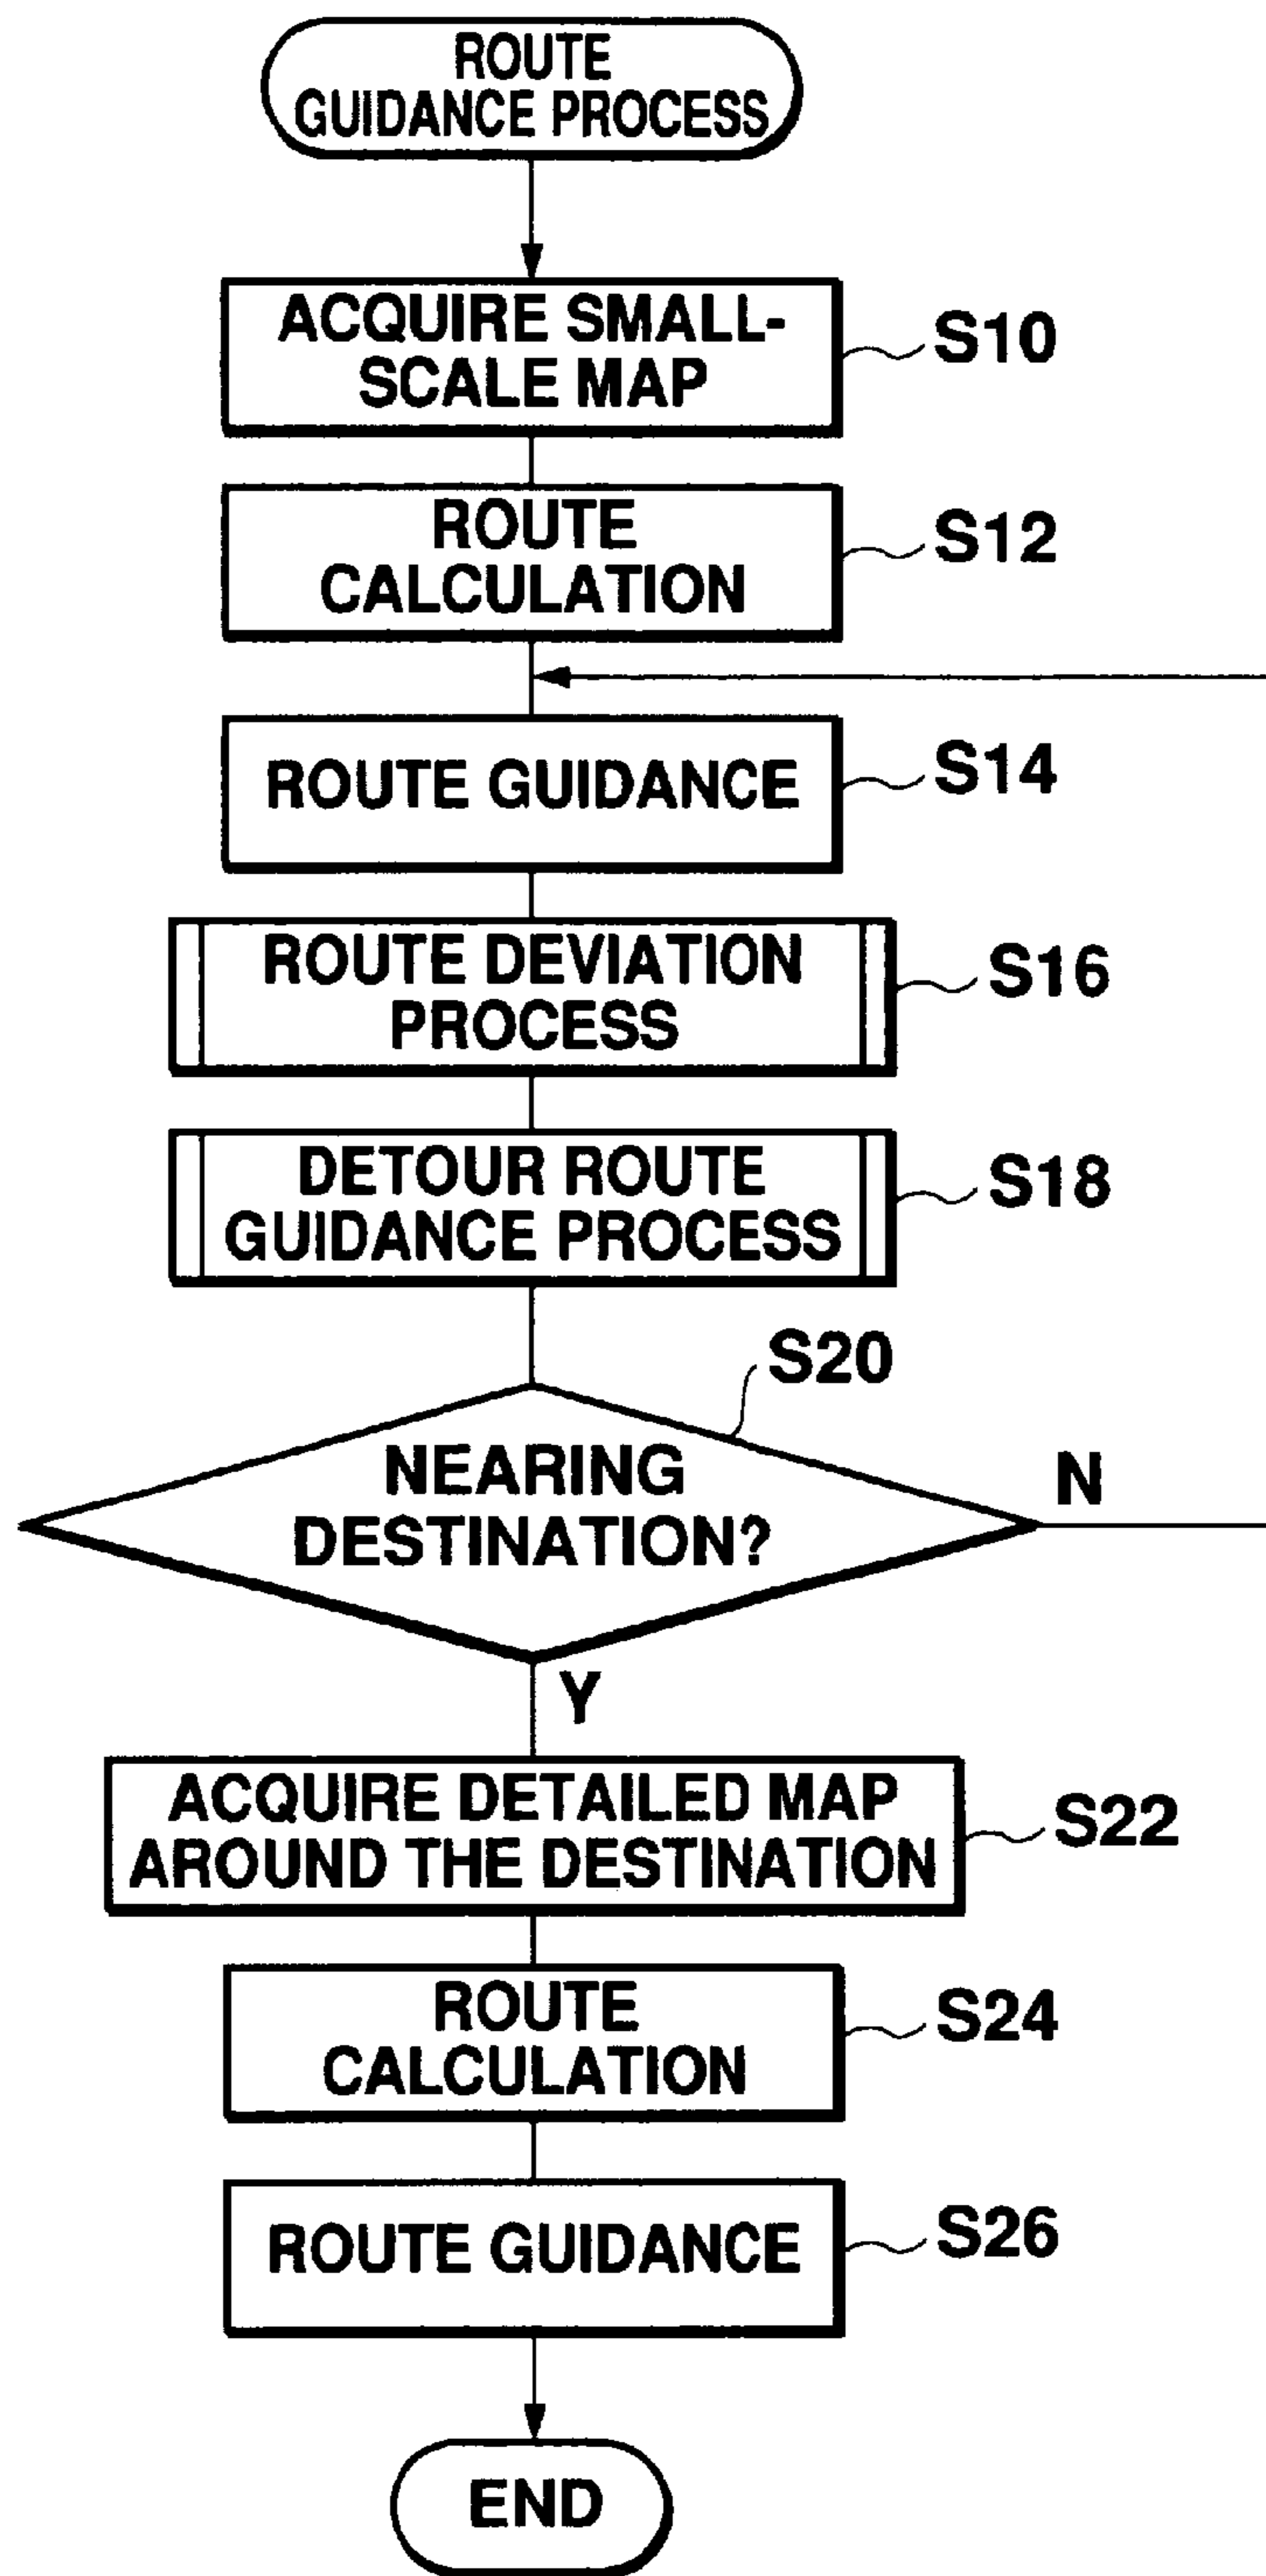 ROUTE
GUIDANCE PROCESS
ACQUIRE SMALL-
SCALE MAP
S10
ROUTE
CALCULATION
S12
ROUTE GUIDANCE
S14
ROUTE DEVIATION
PROCESS
S16
DETOUR ROUTE
GUIDANCE PROCESS
S18
S20
NEARING
DESTINATION?
N
Y
ACQUIRE DETAILED MAP
AROUND THE DESTINATION
S22
ROUTE
CALCULATION
S24
ROUTE GUIDANCE
S26
END